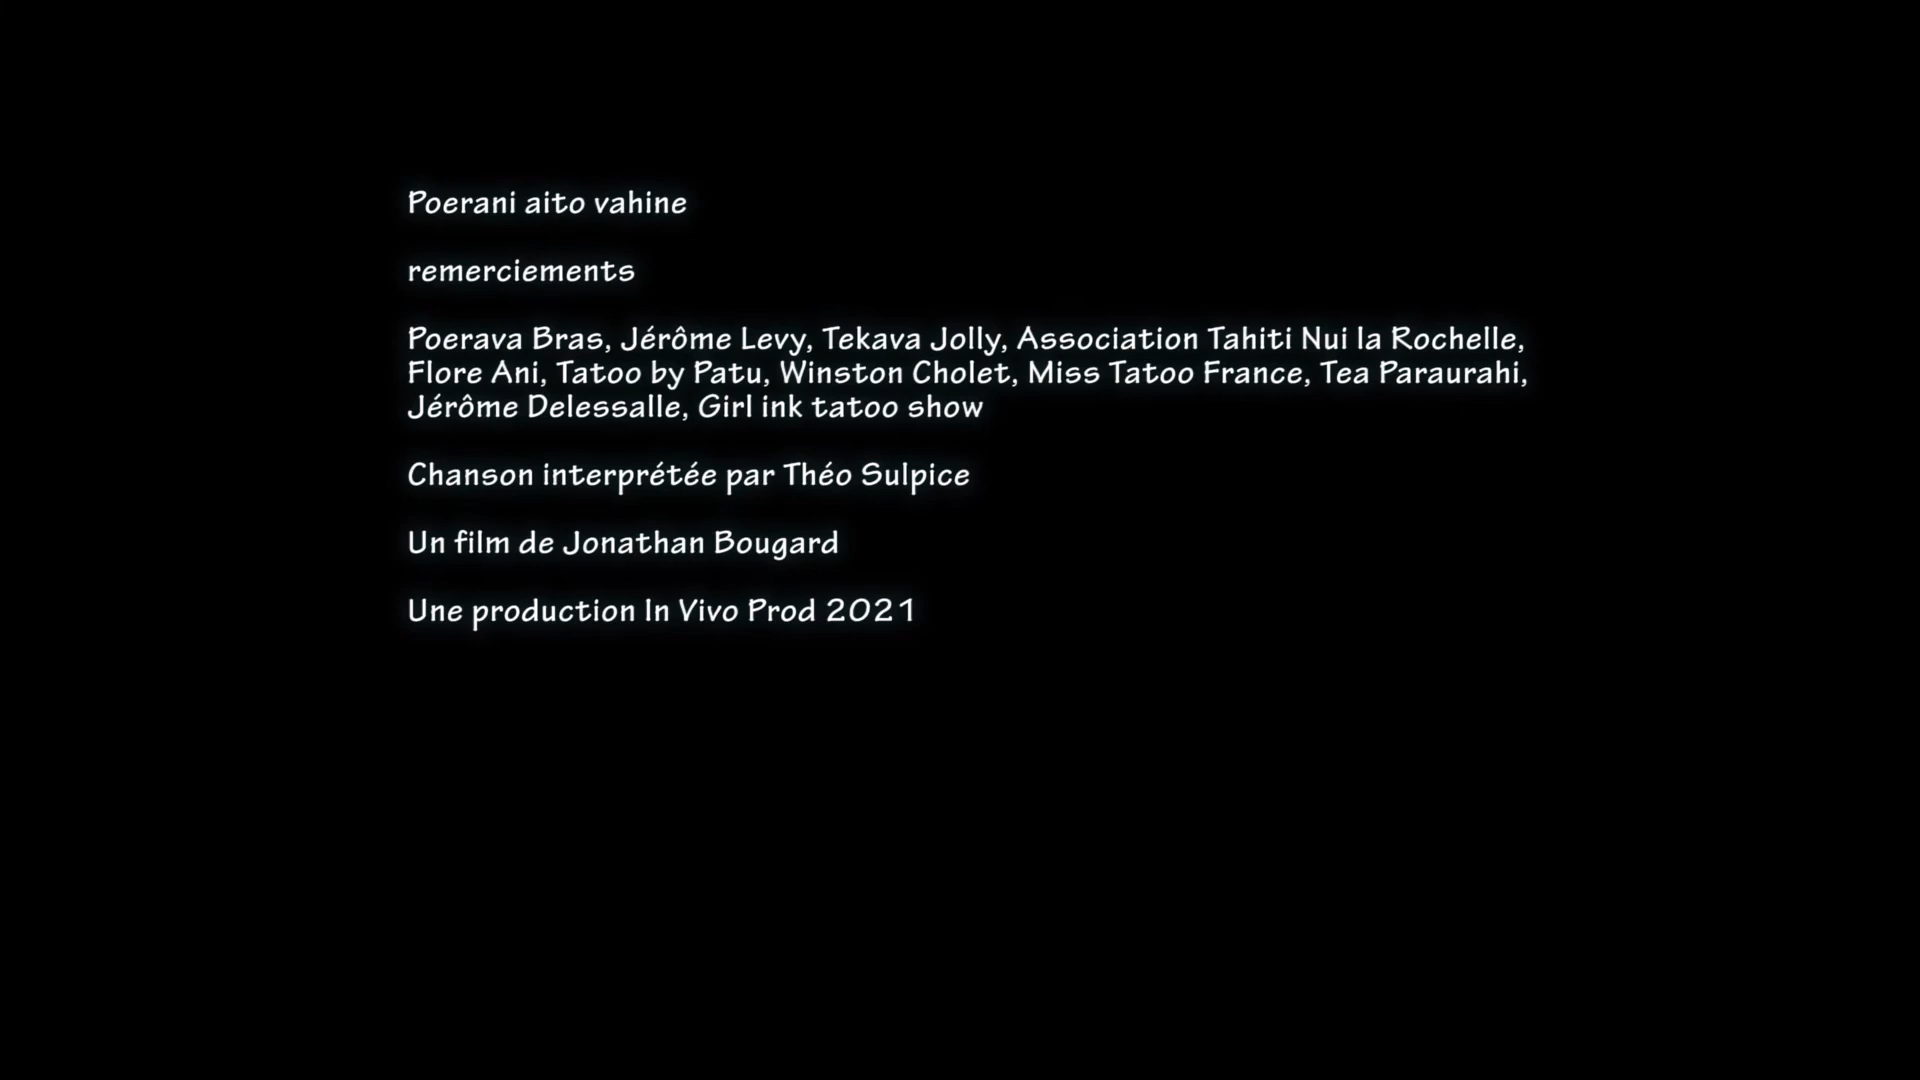 Poerani aito vahine
remerciements
Poerava Bras, Jérôme Levy, Tekava Jolly, Association Tahiti Nui la Rochelle,
Flore Ani, Tatoo by Patu, Winston Cholet, Miss Tatoo France, Tea Paraurahi,
Jérôme Delessalle, Girl ink tatoo show
Chanson interprétée par Théo Sulpice
Un film de Jonathan Bougard
Une production In Vivo Prod 2021